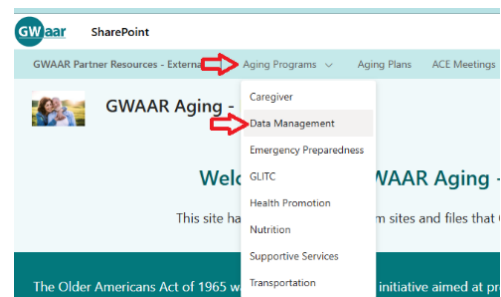 GWaar SharePoint
GWAAR Partner Resources - Externa Aging Programs Aging Plans ACE Meetings
GWAAR Aging -
Caregiver
Data Management
Emergency Preparedness
GLITC
Health Promotion
Nutrition
Supportive Services
Transportation
Welc WAAR Aging -
This site ha m sites and files that
The Older Americans Act of 1965 w initiative aimed at pr